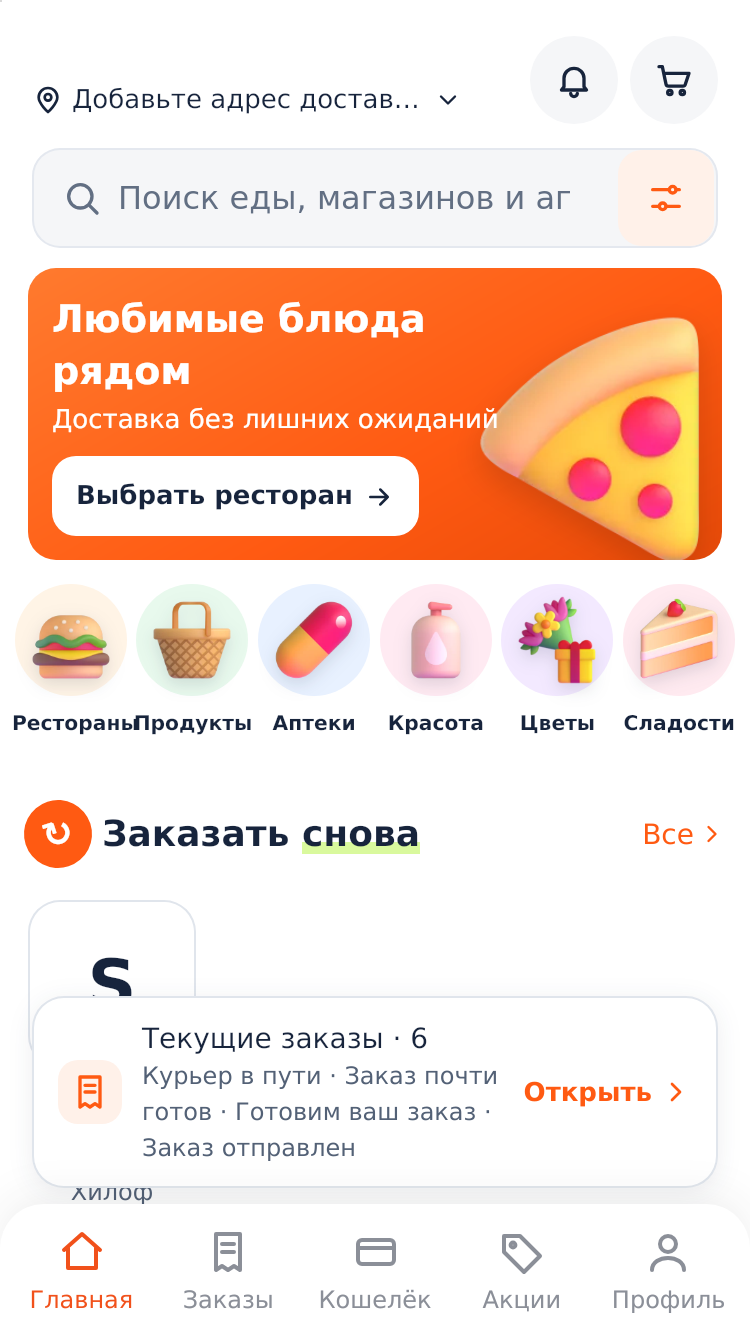 Добавьте адрес достав...
Поиск еды, магазинов и аг
Любимые блюда
рядом
Доставка без лишних ожиданий
Выбрать ресторан →
Рестораны Продукты Аптеки Красота Цветы Сладости
Заказать снова
Все
S
Текущие заказы · 6
Курьер в пути · Заказ почти
готов · Готовим ваш заказ ·
Заказ отправлен
Открыть
Хилоф
Главная Заказы Кошелёк Акции Профиль